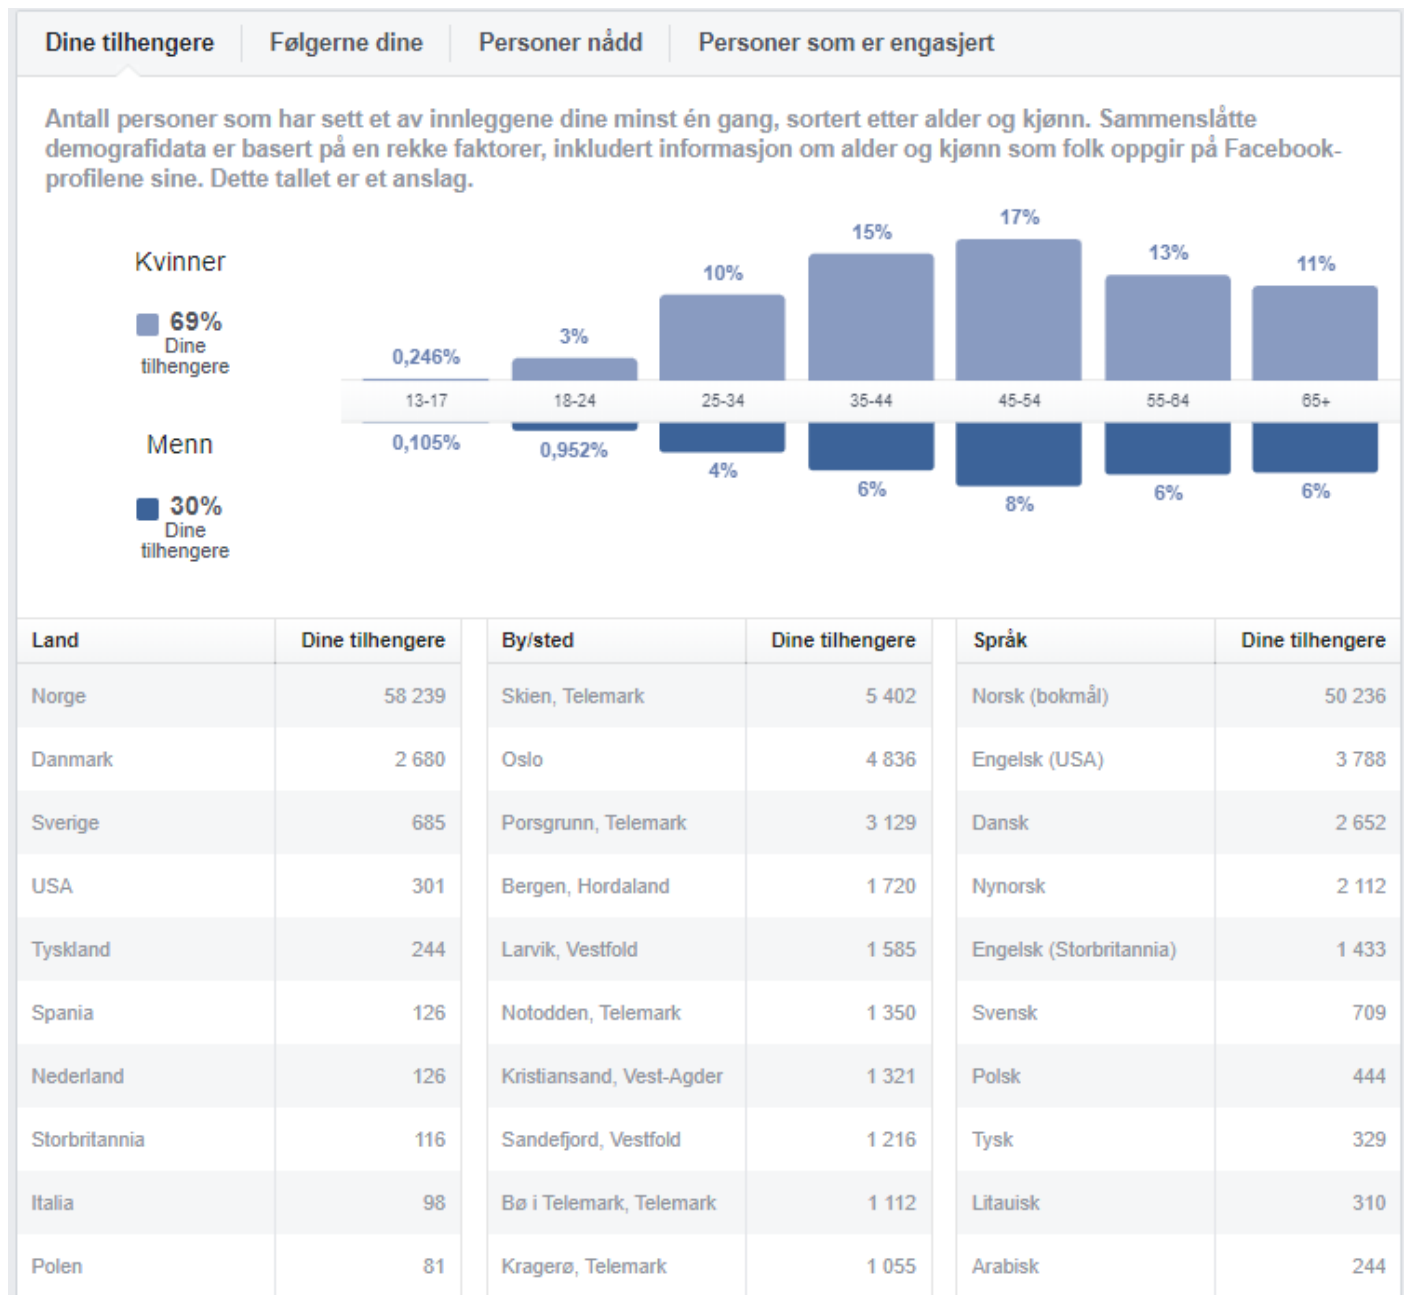 Dine tilhengere Følgerne dine Personer nådd Personer som er engasjert
Antall personer som har sett et av innleggene dine minst én gang, sortert etter alder og kjønn. Sammenslåtte
demografidata er basert på en rekke faktorer, inkludert informasjon om alder og kjønn som folk oppgir på Facebook-
profilene sine. Dette tallet er et anslag.
Kvinner
69%
Dine
tilhengere
0,246% 3% 10% 15% 17% 13% 11%
13-17 18-24 25-34 35-44 45-54 55-64 65+
Menn
30%
Dine
tilhengere
0,105% 0,952% 4% 6% 8% 6% 6%
Land Dine tilhengere By/sted Dine tilhengere Språk Dine tilhengere
Norge 58 239 Skien, Telemark 5 402 Norsk (bokmål) 50 236
Danmark 2 680 Oslo 4 836 Engelsk (USA) 3 788
Sverige 685 Porsgrunn, Telemark 3 129 Dansk 2 652
USA 301 Bergen, Hordaland 1 720 Nynorsk 2 112
Tyskland 244 Larvik, Vestfold 1 585 Engelsk (Storbritannia) 1 433
Spania 126 Notodden, Telemark 1 350 Svensk 709
Nederland 126 Kristiansand, Vest-Agder 1 321 Polsk 444
Storbritannia 116 Sandefjord, Vestfold 1 216 Tysk 329
Italia 98 Bø i Telemark, Telemark 1 112 Litauisk 310
Polen 81 Kragerø, Telemark 1 055 Arabisk 244